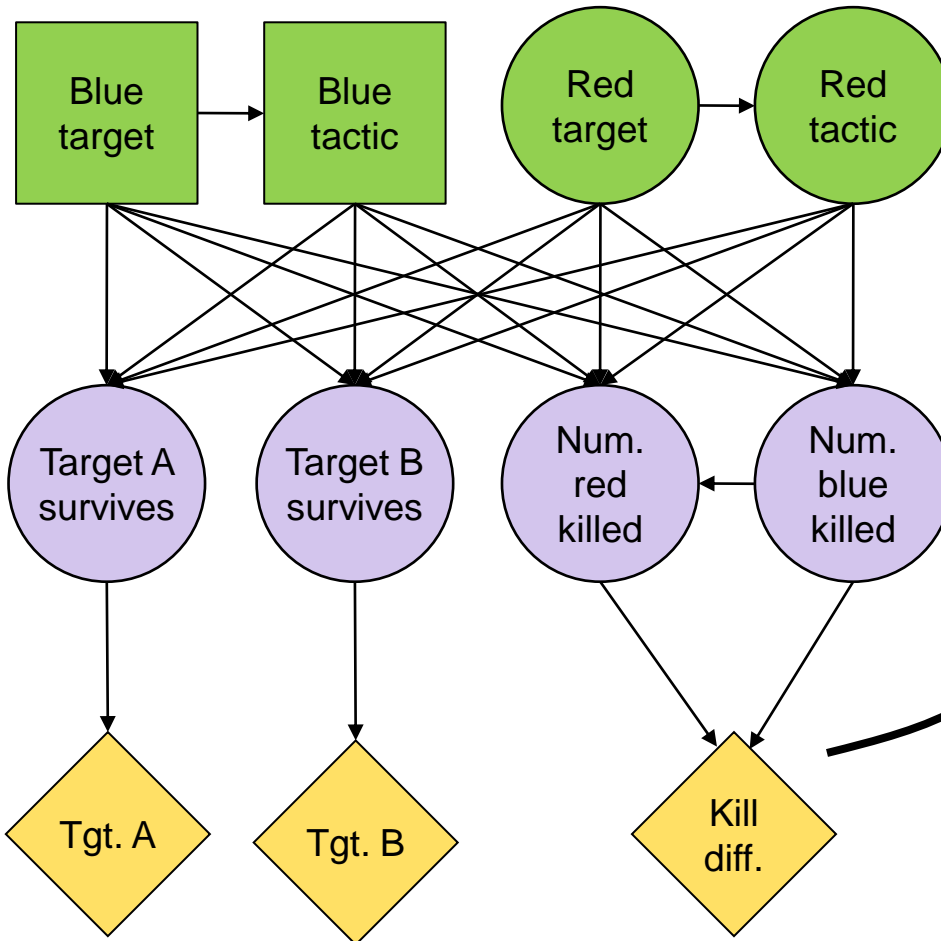 Blue
target
Blue
tactic
Red
target
Red
tactic
Target A
survives
Target B
survives
Num.
red
killed
Num.
blue
killed
Tgt. A
Tgt. B
Kill
diff.